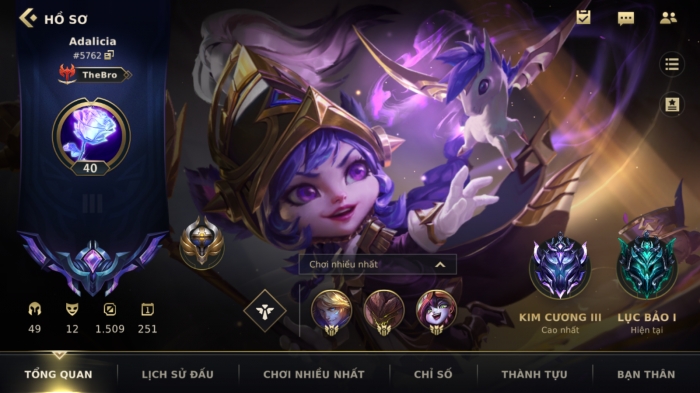 HỒ SƠ
Adalicia
#5762
TheBro
40
49 12 1.509 251
Chơi nhiều nhất
KIM CƯƠNG III
Cao nhất
LỤC BẢO I
Hiện tại
TỔNG QUAN LỊCH SỬ ĐẤU CHƠI NHIỀU NHẤT CHỈ SỐ THÀNH TỰU BẠN THÂN